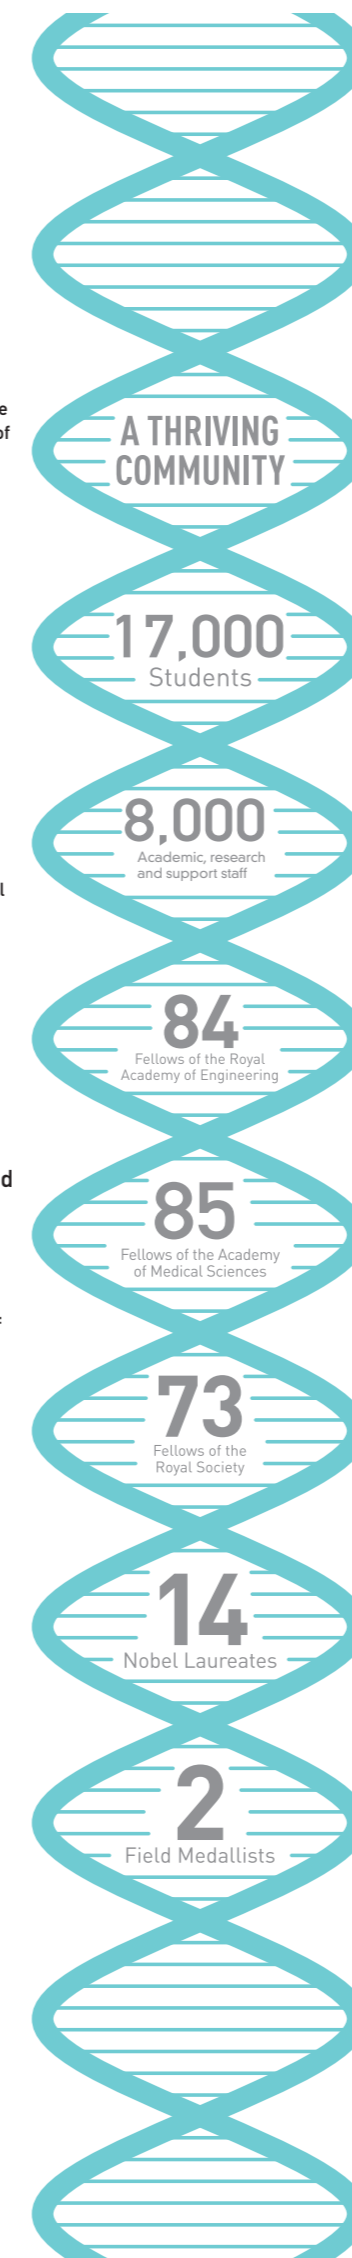 e
of
A THRIVING
COMMUNITY
17,000
Students
8,000
Academic, research
and support staff
l
84
Fellows of the Royal
Academy of Engineering
d
85
Fellows of the Academy
of Medical Sciences
73
Fellows of the
Royal Society
14
Nobel Laureates
2
Field Medallists